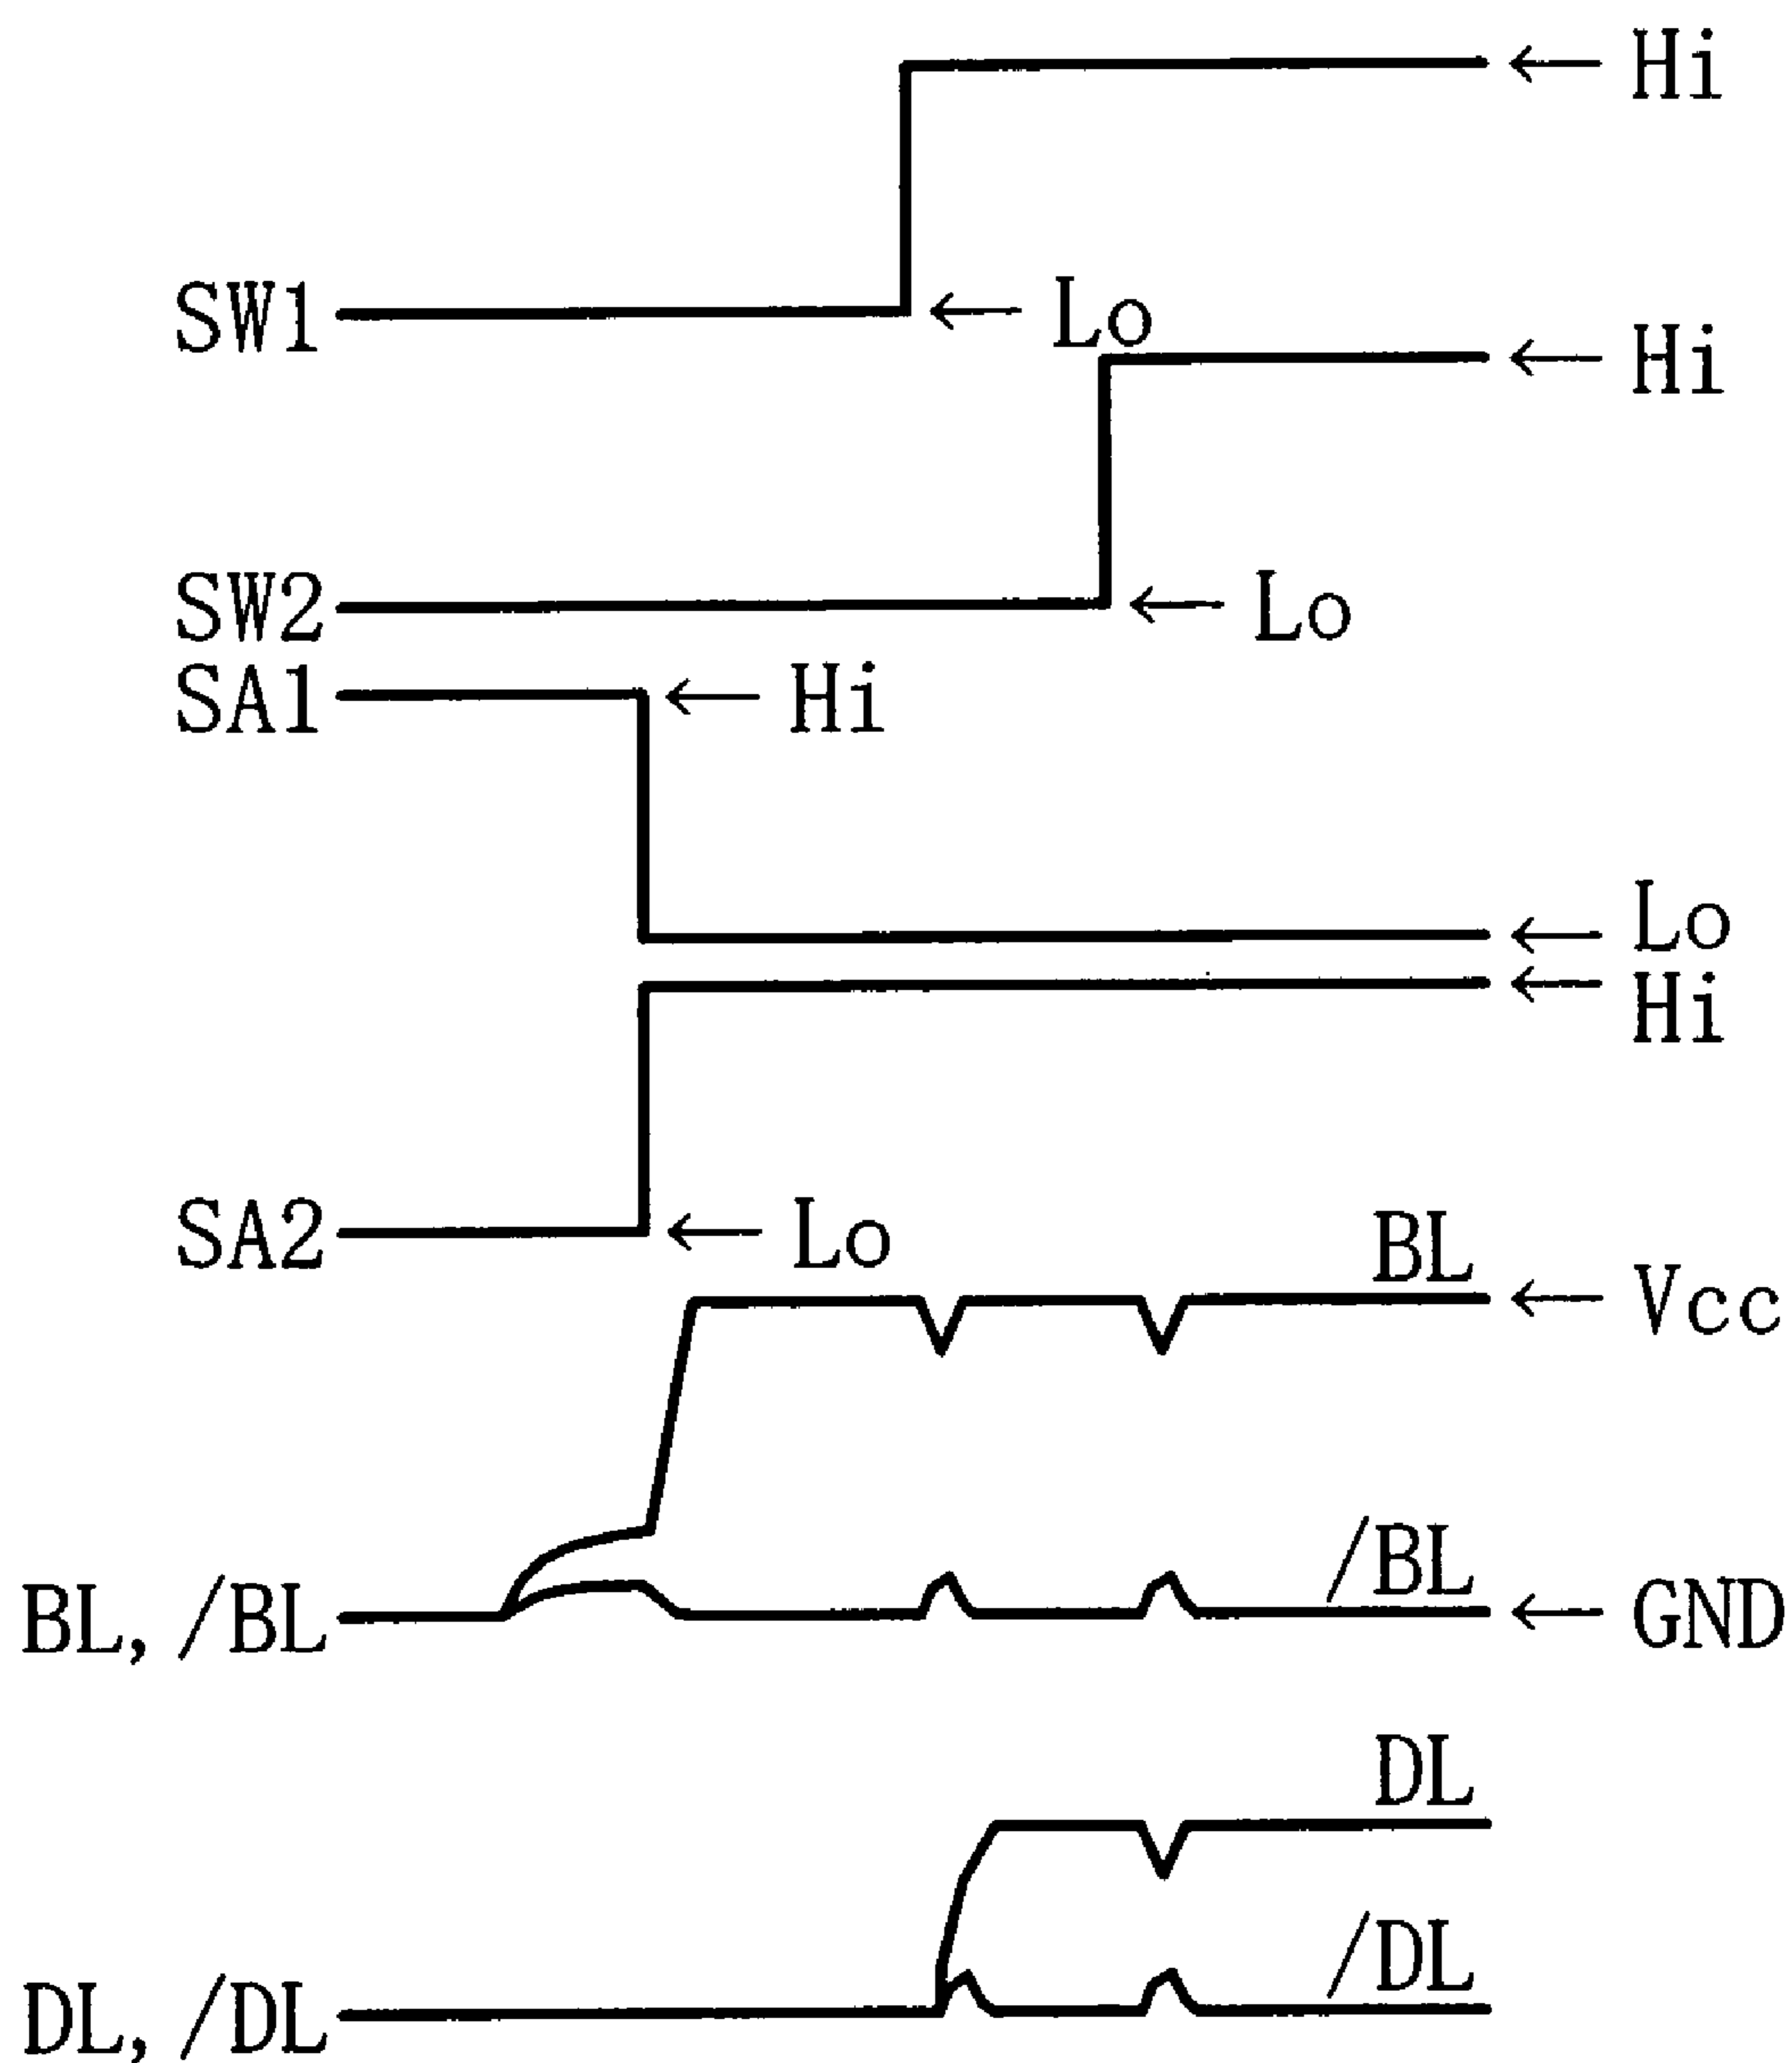 Hi
SW1
Lo
Hi
SW2
Lo
SA1
Hi
Lo
Hi
SA2
Lo
BL
Vcc
/BL
BL, /BL
GND
DL
/DL
DL, /DL